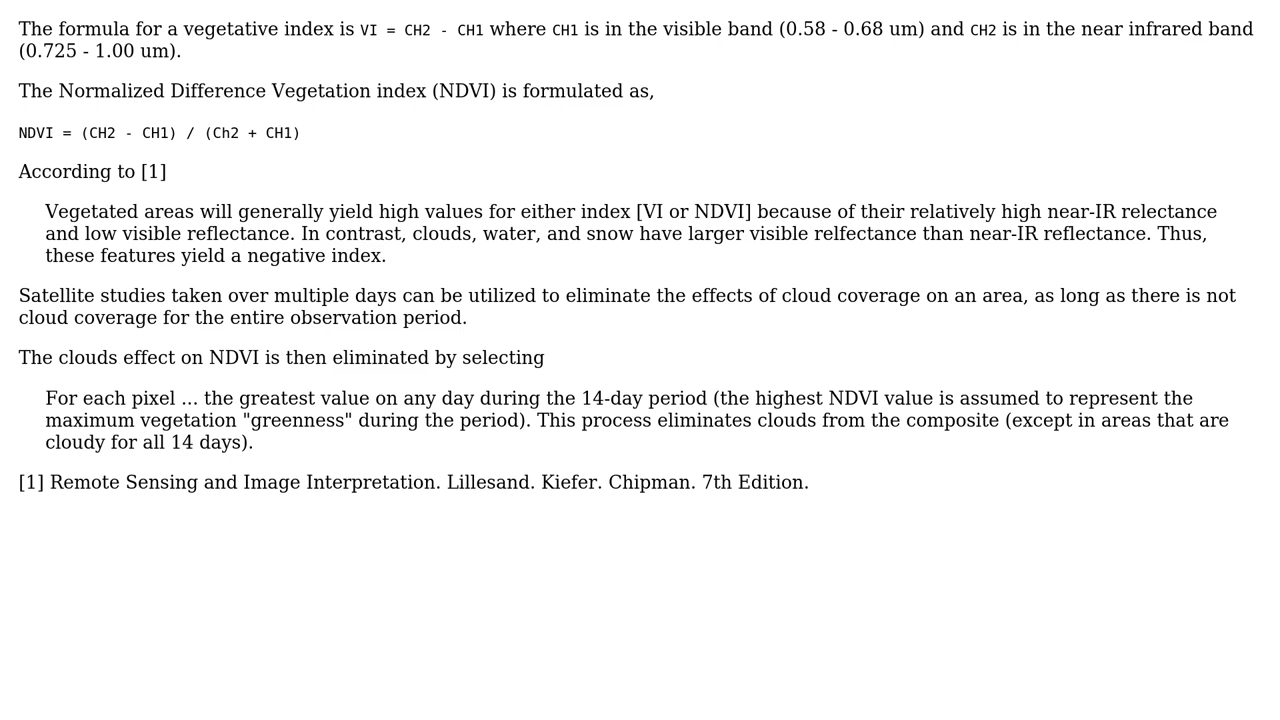 The formula for a vegetative index is VI = CH2 - CH1 where CH1 is in the visible band (0.58 - 0.68 um) and CH2 is in the near infrared band
(0.725 - 1.00 um).
The Normalized Difference Vegetation index (NDVI) is formulated as,
NDVI = (CH2 - CH1) / (Ch2 + CH1)
According to [1]
Vegetated areas will generally yield high values for either index [VI or NDVI] because of their relatively high near-IR relectance
and low visible reflectance. In contrast, clouds, water, and snow have larger visible relfectance than near-IR reflectance. Thus,
these features yield a negative index.
Satellite studies taken over multiple days can be utilized to eliminate the effects of cloud coverage on an area, as long as there is not
cloud coverage for the entire observation period.
The clouds effect on NDVI is then eliminated by selecting
For each pixel ... the greatest value on any day during the 14-day period (the highest NDVI value is assumed to represent the
maximum vegetation "greenness" during the period). This process eliminates clouds from the composite (except in areas that are
cloudy for all 14 days).
[1] Remote Sensing and Image Interpretation. Lillesand. Kiefer. Chipman. 7th Edition.